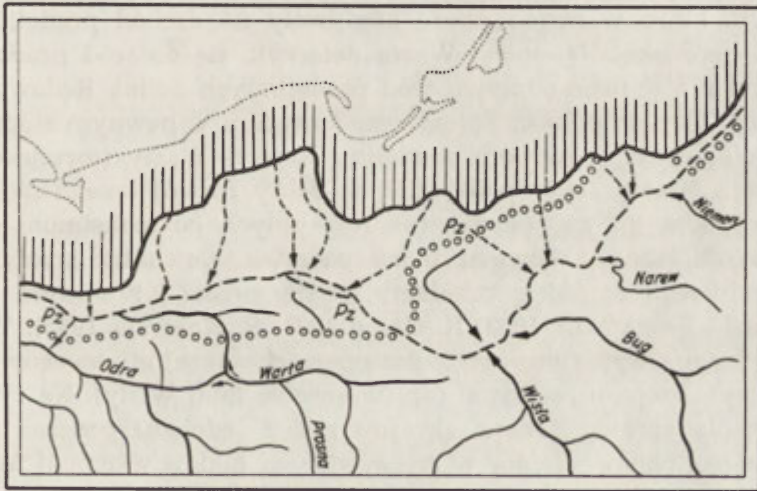 Niemen
Pz
Narew
Pz
Pz
Bug
Odra
Warta
Wisła
Prosna